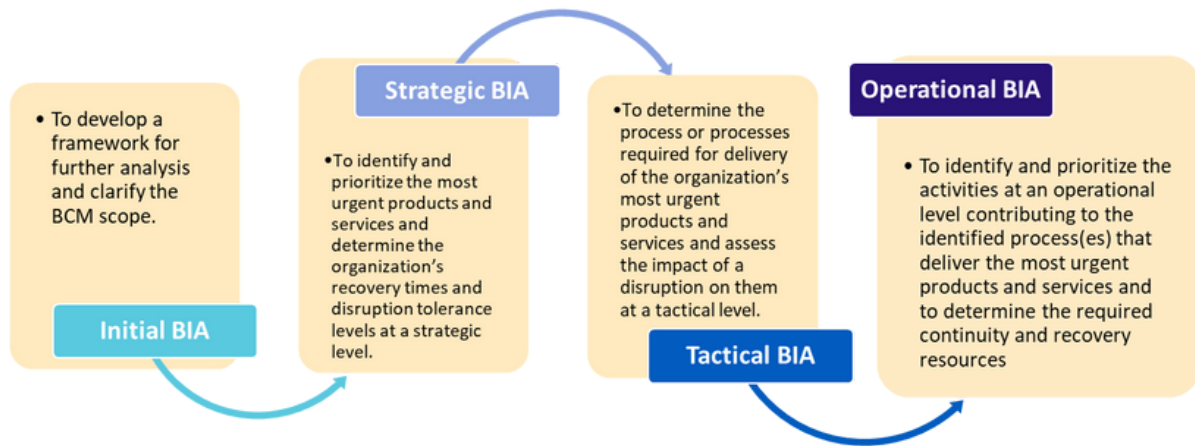 • To develop a
framework for
further analysis
and clarify the
BCM scope.
Initial BIA
Strategic BIA
•To identify and
prioritize the most
urgent products and
services and
determine the
organization's
recovery times and
disruption tolerance
levels at a strategic
level.
•To determine the
process or processes
required for delivery
of the organization's
most urgent
products and
services and assess
the impact of a
disruption on them
at a tactical level.
Tactical BIA
Operational BIA
• To identify and prioritize the
activities at an operational
level contributing to the
identified process(es) that
deliver the most urgent
products and services and
to determine the required
continuity and recovery
resources